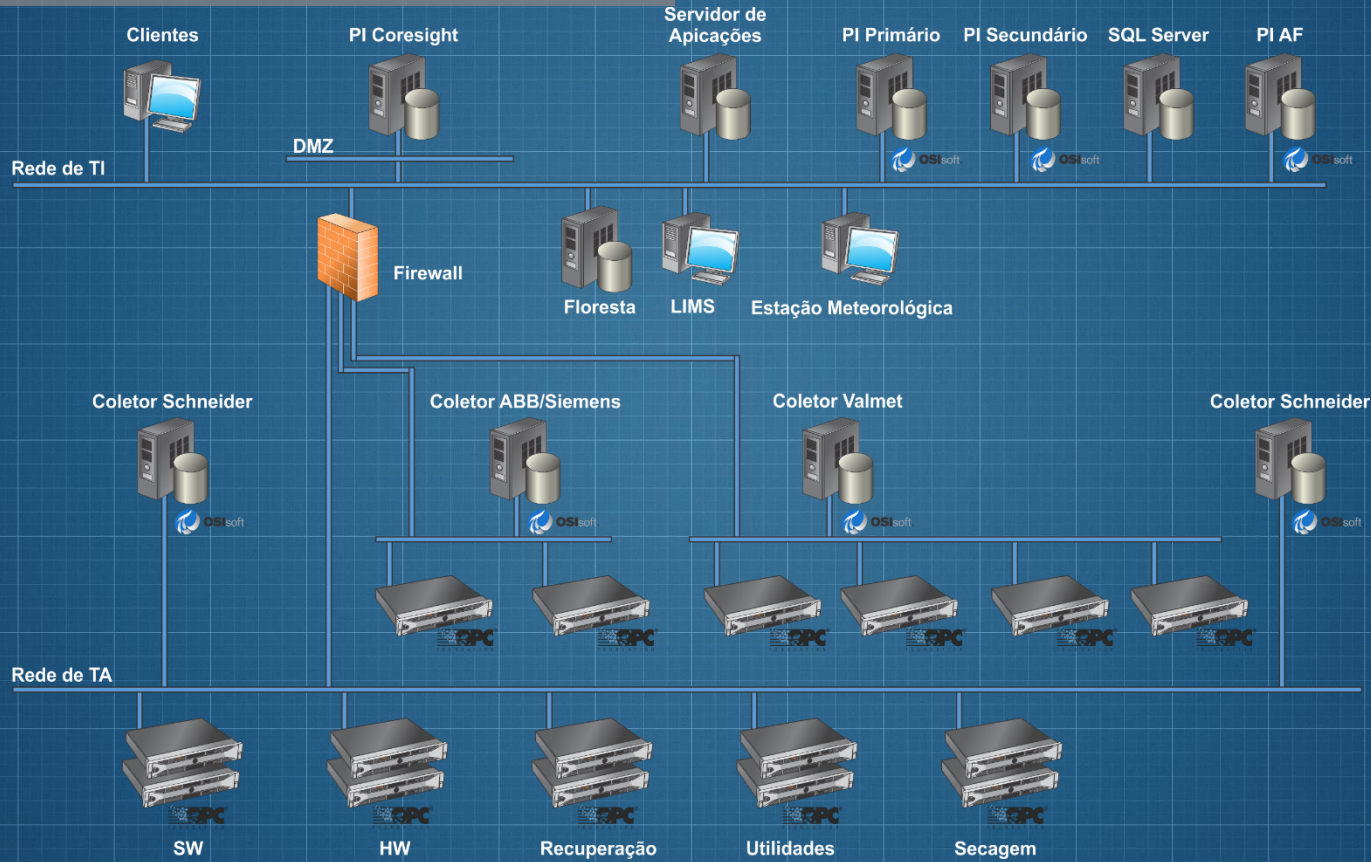 Servidor de
Apicações
Clientes
PI Coresight
PI Primário
PI Secundário
SQL Server
PI AF
DMZ
OSIsoft
OSIsoft
OSIsoft
Rede de TI
Firewall
Floresta
LIMS
Estação Meteorológica
Coletor Schneider
Coletor ABB/Siemens
Coletor Valmet
Coletor Schneider
OSIsoft
OSIsoft
OSIsoft
OSIsoft
OPC
OPC
OPC
OPC
OPC
OPC
Rede de TA
OPC
OPC
OPC
OPC
OPC
SW
HW
Recuperação
Utilidades
Secagem